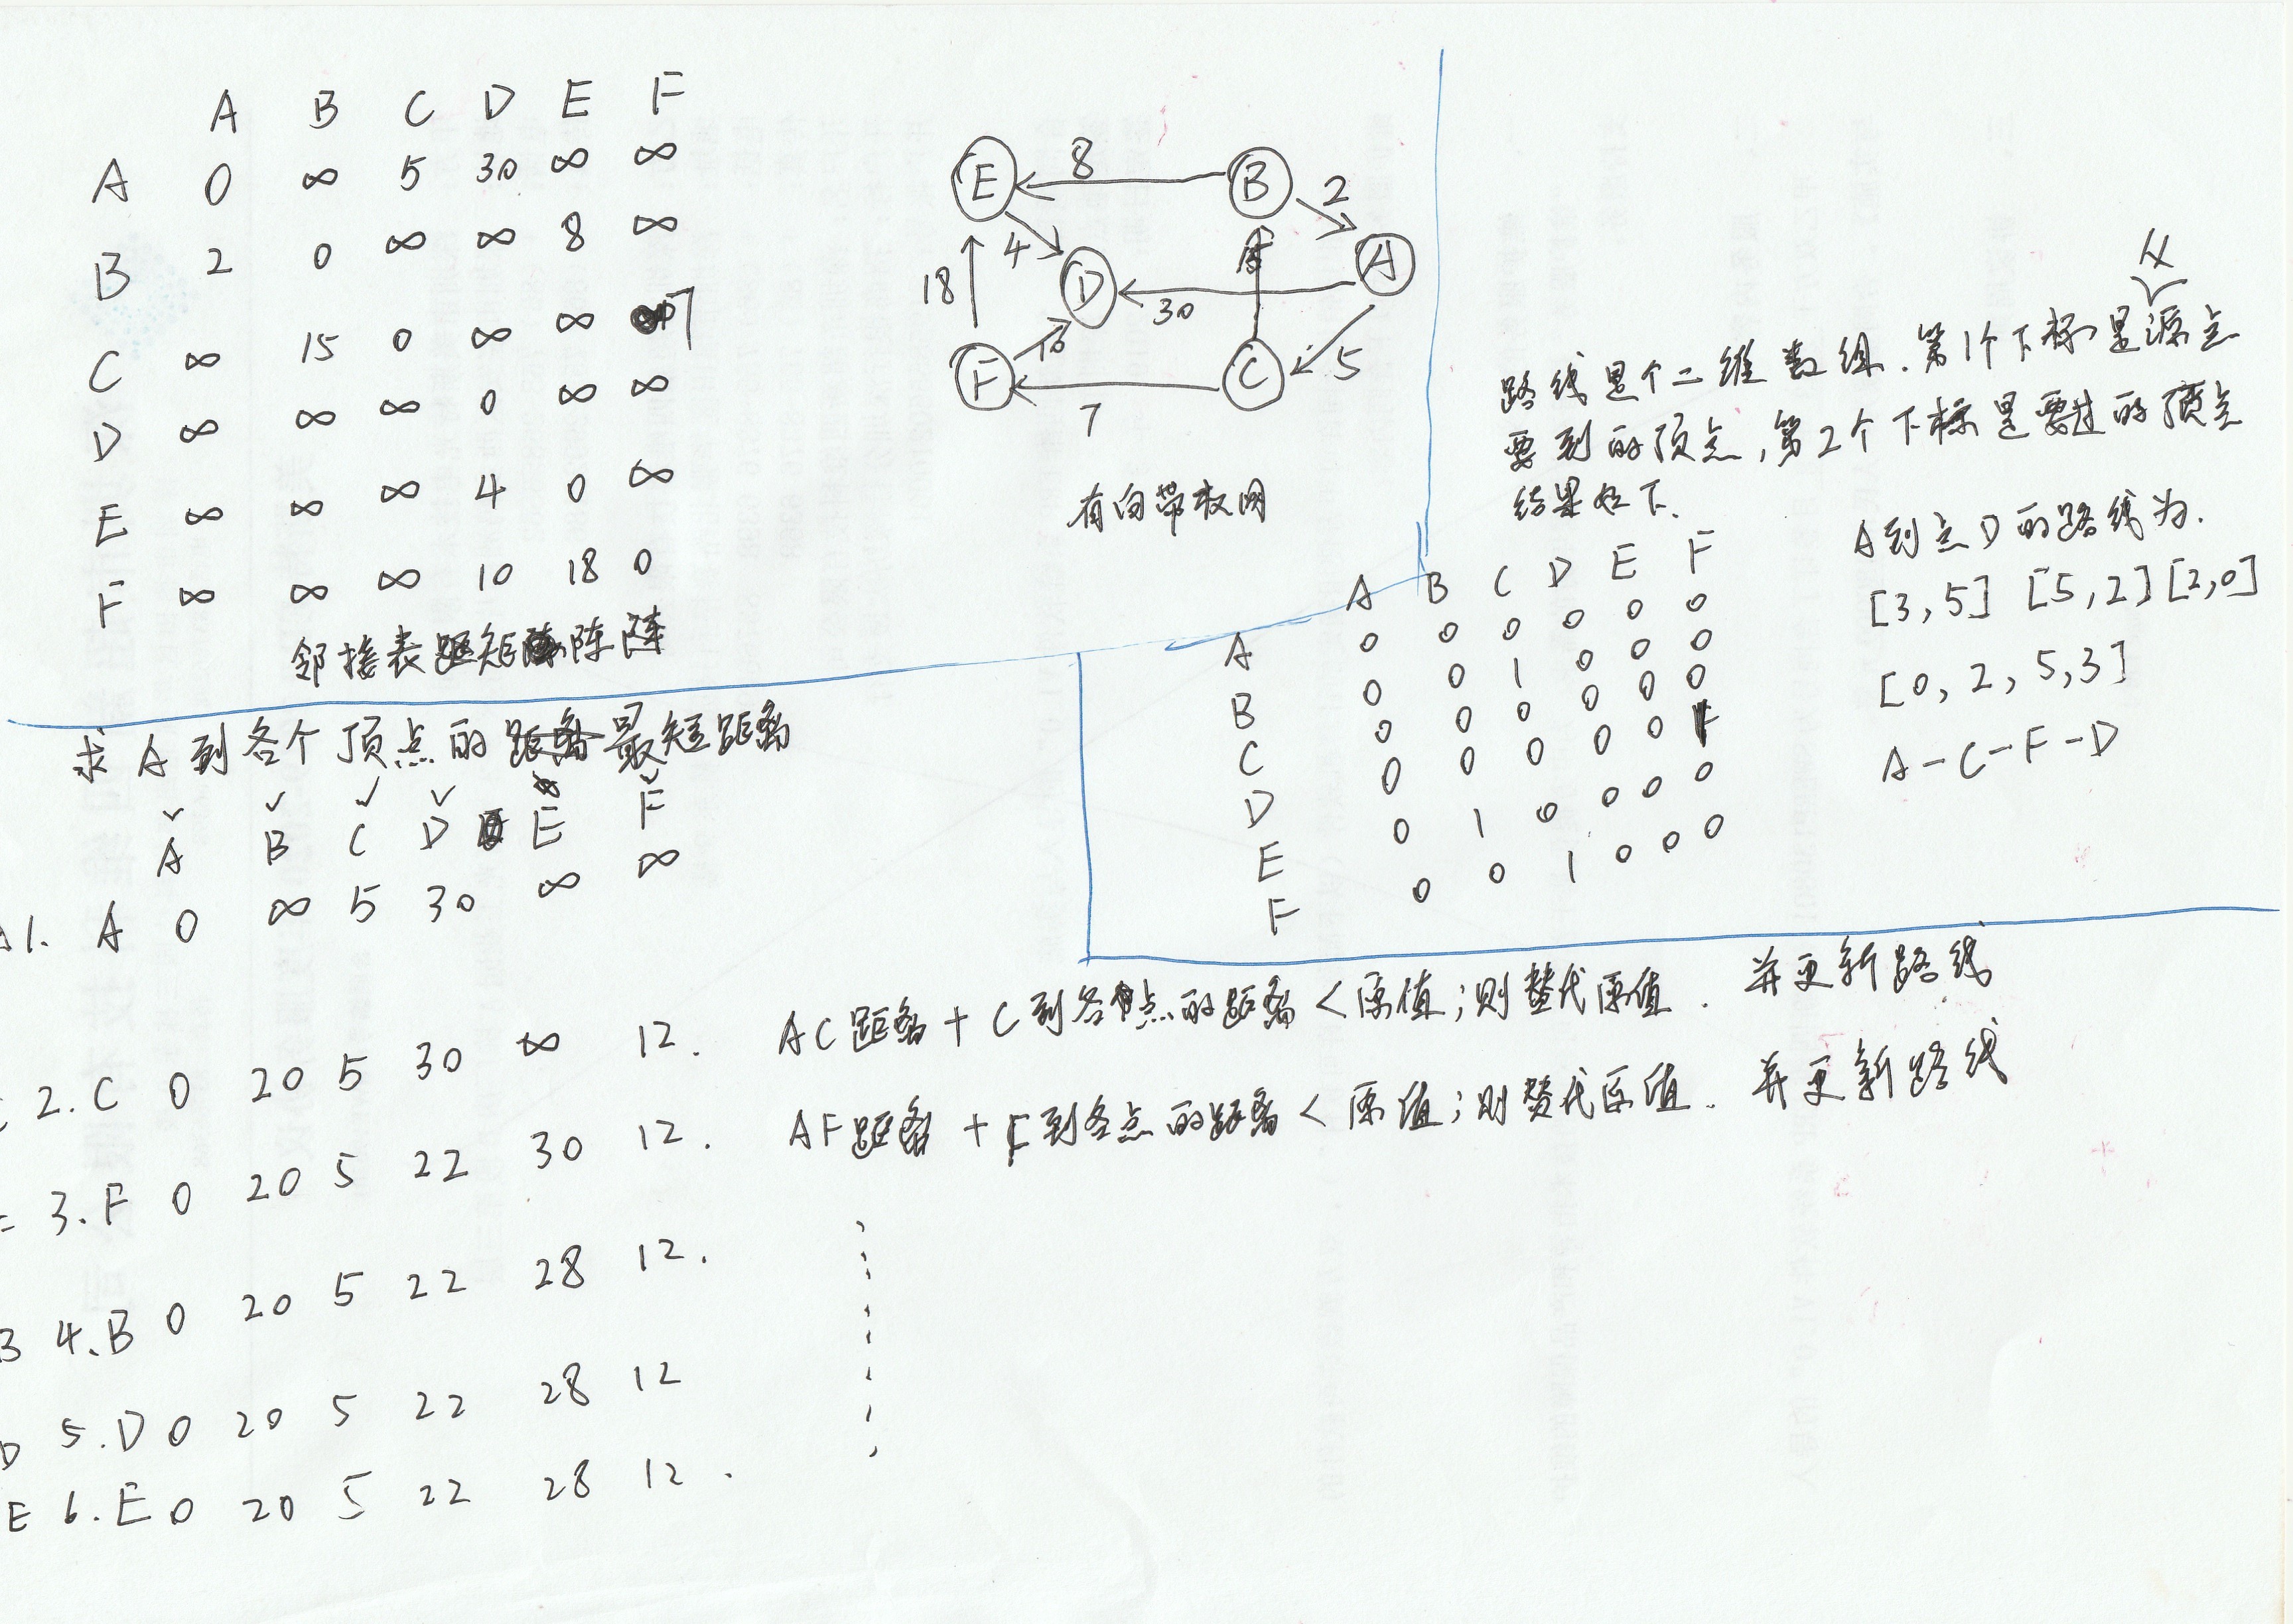 A B C D E F
A 0 ∞ 5 30 ∞ ∞
B 2 0 ∞ ∞ 8 ∞
C ∞ 15 0 ∞ ∞ 7
D ∞ ∞ ∞ 0 ∞ ∞
E ∞ ∞ ∞ 4 0 ∞
F ∞ ∞ ∞ 10 18 0
邻接表距矩阵阵
E 8 B 2
A
18 4 D 30 15
F 10 C 5
7
有向带权网
路线是个二维数组.第1个下标是源点
要到的顶点,第2个下标是要过的顶点
结果如下.
A B C D E F
A 0 0 0 0 0 0
B 0 0 1 0 0 0
C 0 0 0 0 0 0
D 0 0 0 0 0 1
E 0 1 0 0 0 0
F 0 0 1 0 0 0
A到点D的路线为.
[3,5] [5,2] [2,0]
[0,2,5,3]
A-C-F-D
求A到各个顶点的距离最短距离
A B C D E F
1. A 0 ∞ 5 30 ∞ ∞
2. C 0 20 5 30 ∞ 12. AC距离+C到各个点的距离<原值;则替代原值. 并更新路线
3. F 0 20 5 22 30 12. AF距离+F到各点的距离<原值;则替代原值. 并更新路线
B 4. B 0 20 5 22 28 12.
D 5. D 0 20 5 22 28 12
E 6. E 0 20 5 22 28 12.